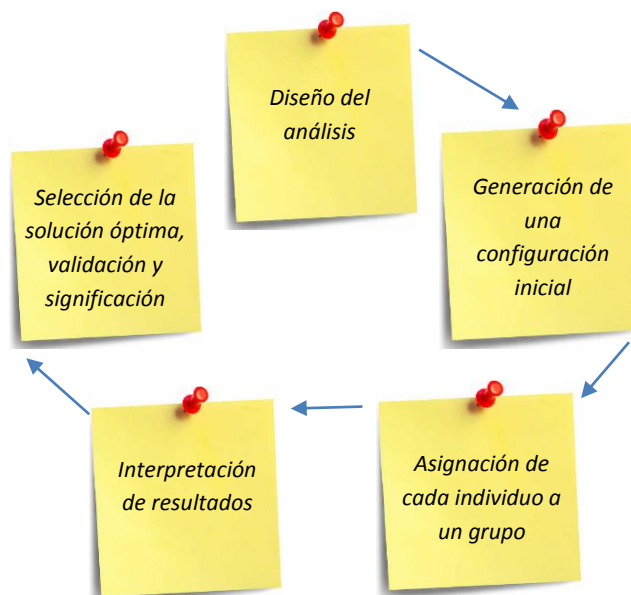 Diseño del
análisis
Generación de
una
configuración
inicial
Asignación de
cada individuo a
un grupo
Interpretación
de resultados
Selección de la
solución óptima,
validación y
significación